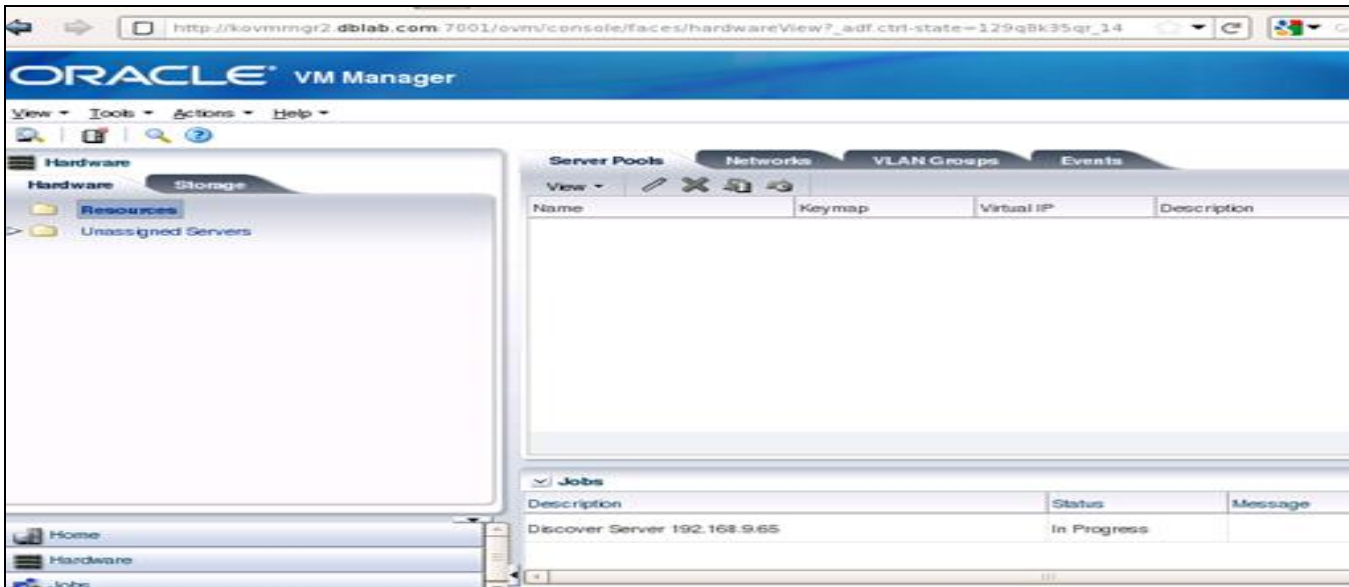 http://kovmmgr2.dblab.com:7001/ovm/console/faces/hardwareView?_adf.ctrl-state=129q8k35qr_14
ORACLE VM Manager
View Tools Actions Help
Hardware
Hardware Storage
Resources
Unassigned Servers
Server Pools Networks VLAN Groups Events
View
Name Keymap Virtual IP Description
Jobs
Description Status Message
Discover Server 192.168.9.65 In Progress
Home
Hardware
Jobs